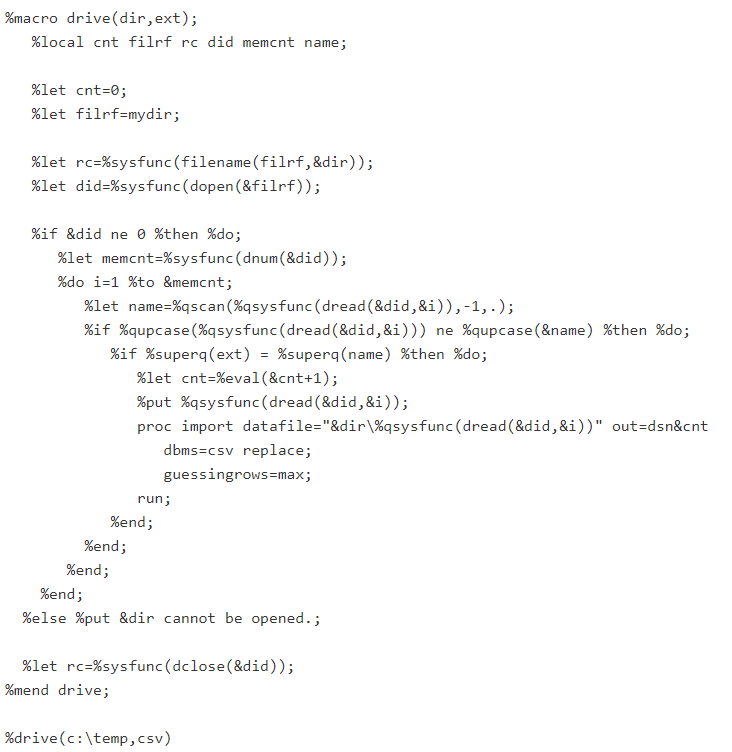 %macro drive(dir,ext);
%local cnt filrf rc did memcnt name;
%let cnt=0;
%let filrf=mydir;
%let rc=%sysfunc(filename(filrf,&dir));
%let did=%sysfunc(dopen(&filrf));
%if &did ne 0 %then %do;
%let memcnt=%sysfunc(dnum(&did));
%do i=1 %to &memcnt;
%let name=%qscan(%qsysfunc(dread(&did,&i)),-1,.);
%if %qupcase(%qsysfunc(dread(&did,&i))) ne %qupcase(&name) %then %do;
%if %superq(ext) = %superq(name) %then %do;
%let cnt=%eval(&cnt+1);
%put %qsysfunc(dread(&did,&i));
proc import datafile="&dir\%qsysfunc(dread(&did,&i))" out=dsn&cnt
dbms=csv replace;
guessingrows=max;
run;
%end;
%end;
%end;
%end;
%else %put &dir cannot be opened.;
%let rc=%sysfunc(dclose(&did));
%mend drive;
%drive(c:\temp,csv)